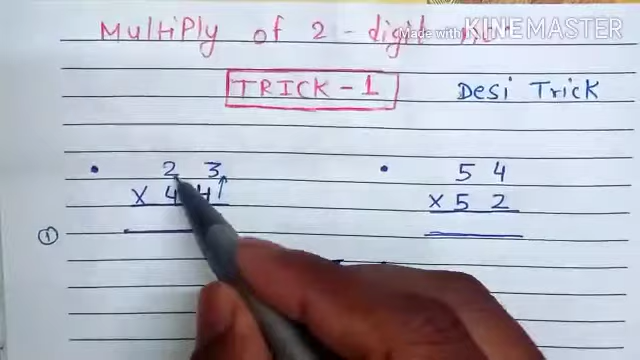 Multiply of 2 - digit no
Made with KINEMASTER
TRICK - 1 Desi Trick
• 2 3 • 5 4
x 4 4 x 5 2
①